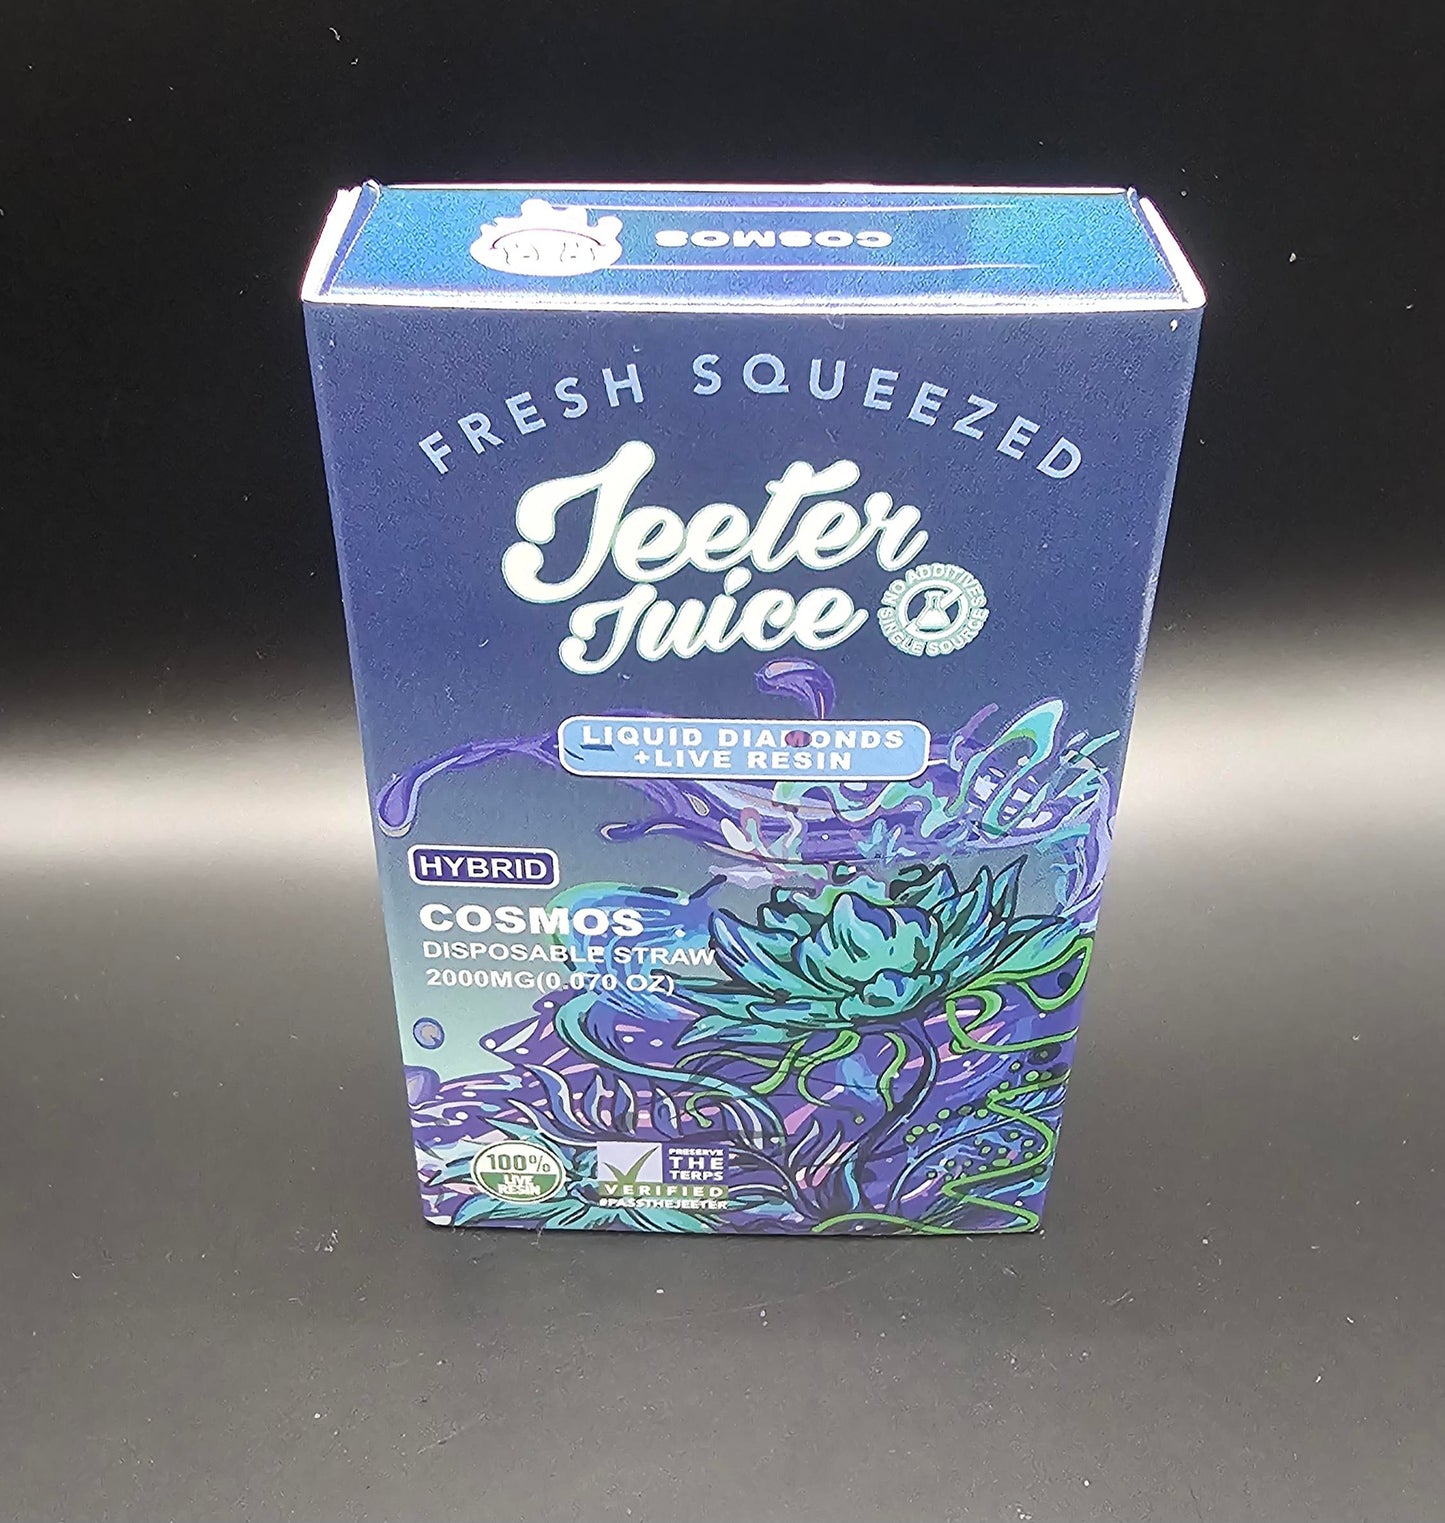 COSMOS
FRESH SQUEEZED
Jeeter
Juice
NO ADDITIVES
SINGLE SOURCE
LIQUID DIAMONDS
+LIVE RESIN
HYBRID
COSMOS
DISPOSABLE STRAW
2000MG(0.070 OZ)
100%
LIVE
RESIN
PRESERVE
THE
TERPS
VERIFIED
#PASSTHEJEETER